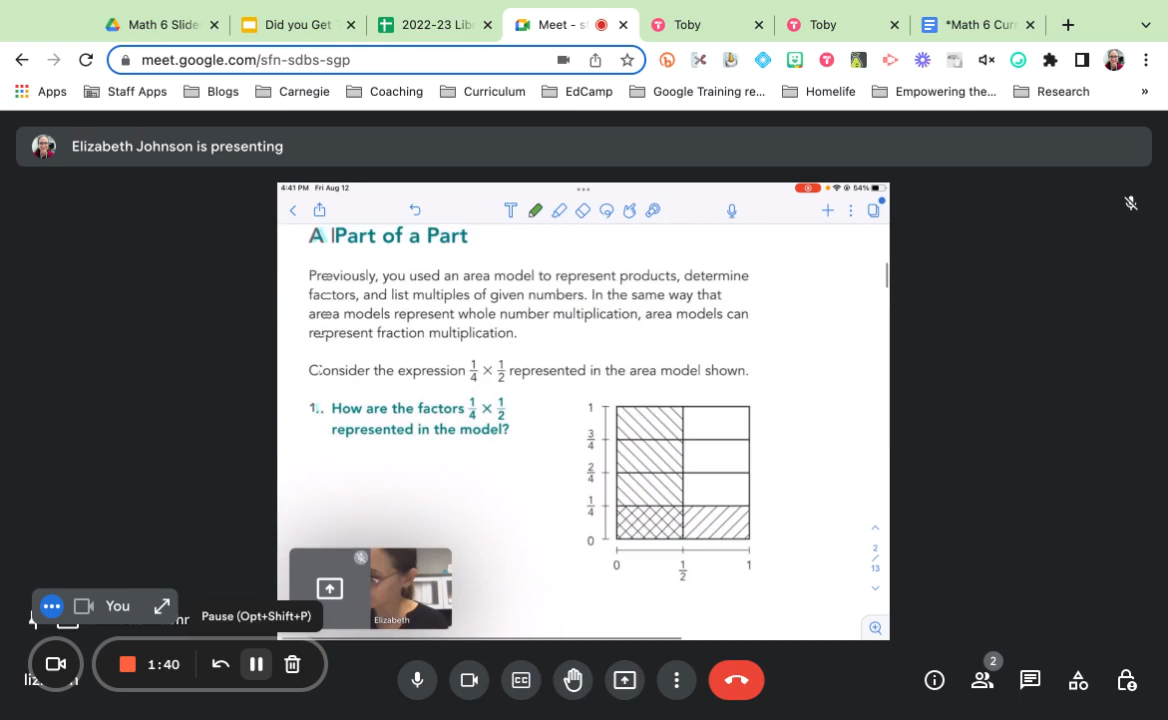 Math 6 Slide
Did you Get
2022-23 Lib
Meet - s
Toby
Toby
*Math 6 Cur
meet.google.com/sfn-sdbs-sgp
Apps
Staff Apps
Blogs
Carnegie
Coaching
Curriculum
EdCamp
Google Training re...
Homelife
Empowering the...
Research
»
Elizabeth Johnson is presenting
4:41 PM Fri Aug 12
54%
A Part of a Part
Previously, you used an area model to represent products, determine
factors, and list multiples of given numbers. In the same way that
area models represent whole number multiplication, area models can
represent fraction multiplication.
Consider the expression 1/4 × 1/2 represented in the area model shown.
1. How are the factors 1/4 × 1/2
represented in the model?
1
3/4
2/4
1/4
0
0 1/2 1
2/13
Elizabeth
You
Pause (Opt+Shift+P)
1:40
CC
2